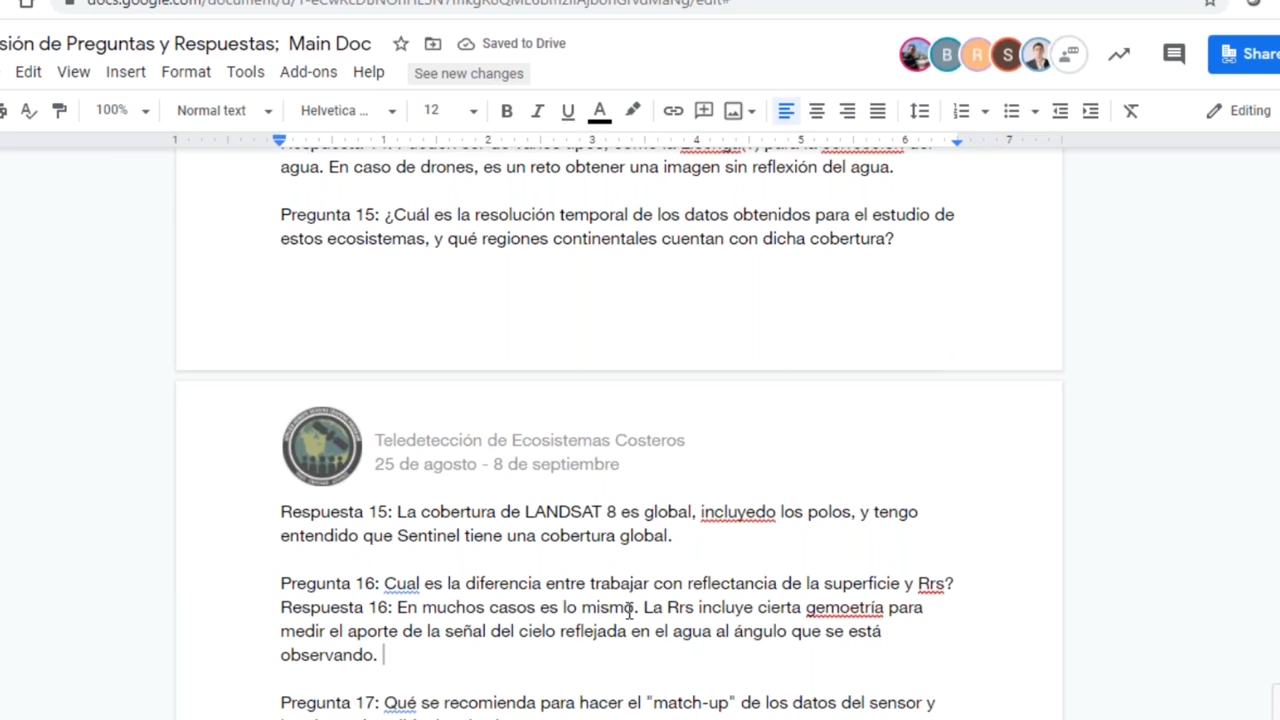 sión de Preguntas y Respuestas; Main Doc
Saved to Drive
Edit View Insert Format Tools Add-ons Help See new changes
B R S
Share
100% Normal text Helvetica ... 12 B I U A Editing
1 1 2 3 4 5 6 7
agua. En caso de drones, es un reto obtener una imagen sin reflexión del agua.
Pregunta 15: ¿Cuál es la resolución temporal de los datos obtenidos para el estudio de
estos ecosistemas, y qué regiones continentales cuentan con dicha cobertura?
Teledetección de Ecosistemas Costeros
25 de agosto - 8 de septiembre
Respuesta 15: La cobertura de LANDSAT 8 es global, incluyedo los polos, y tengo
entendido que Sentinel tiene una cobertura global.
Pregunta 16: Cual es la diferencia entre trabajar con reflectancia de la superficie y Rrs?
Respuesta 16: En muchos casos es lo mismo. La Rrs incluye cierta gemoetría para
medir el aporte de la señal del cielo reflejada en el agua al ángulo que se está
observando.
Pregunta 17: Qué se recomienda para hacer el "match-up" de los datos del sensor y